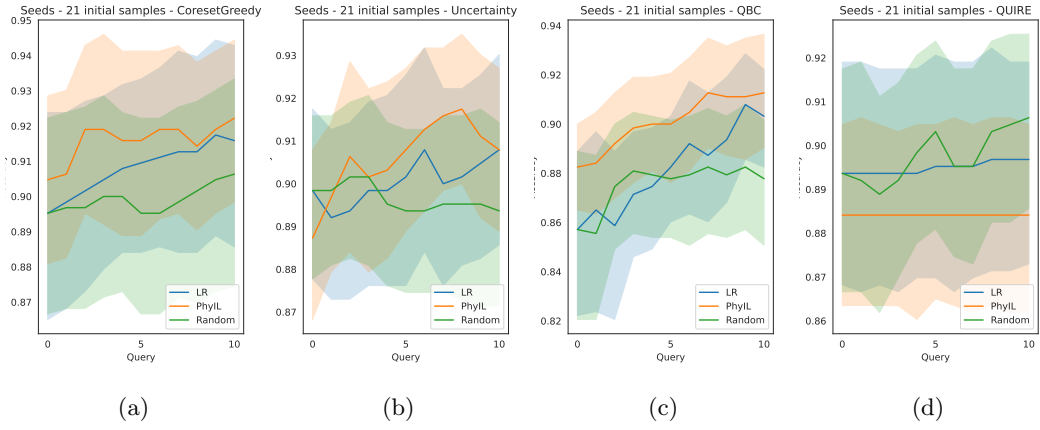 Seeds - 21 initial samples - CoresetGreedy
0.95
0.94
0.93
0.92
0.91
0.90
0.89
0.88
0.87
0
5
10
Query
LR
PhyIL
Random
(a)
Seeds - 21 initial samples - Uncertainty
0.93
0.92
0.91
0.90
0.89
0.88
0.87
0
5
10
Query
LR
PhyIL
Random
(b)
Seeds - 21 initial samples - QBC
0.94
0.92
0.90
0.88
0.86
0.84
0.82
0
5
10
Query
LR
PhyIL
Random
(c)
Seeds - 21 initial samples - QUIRE
0.92
0.91
0.90
0.89
0.88
0.87
0.86
0
5
10
Query
LR
PhyIL
Random
(d)